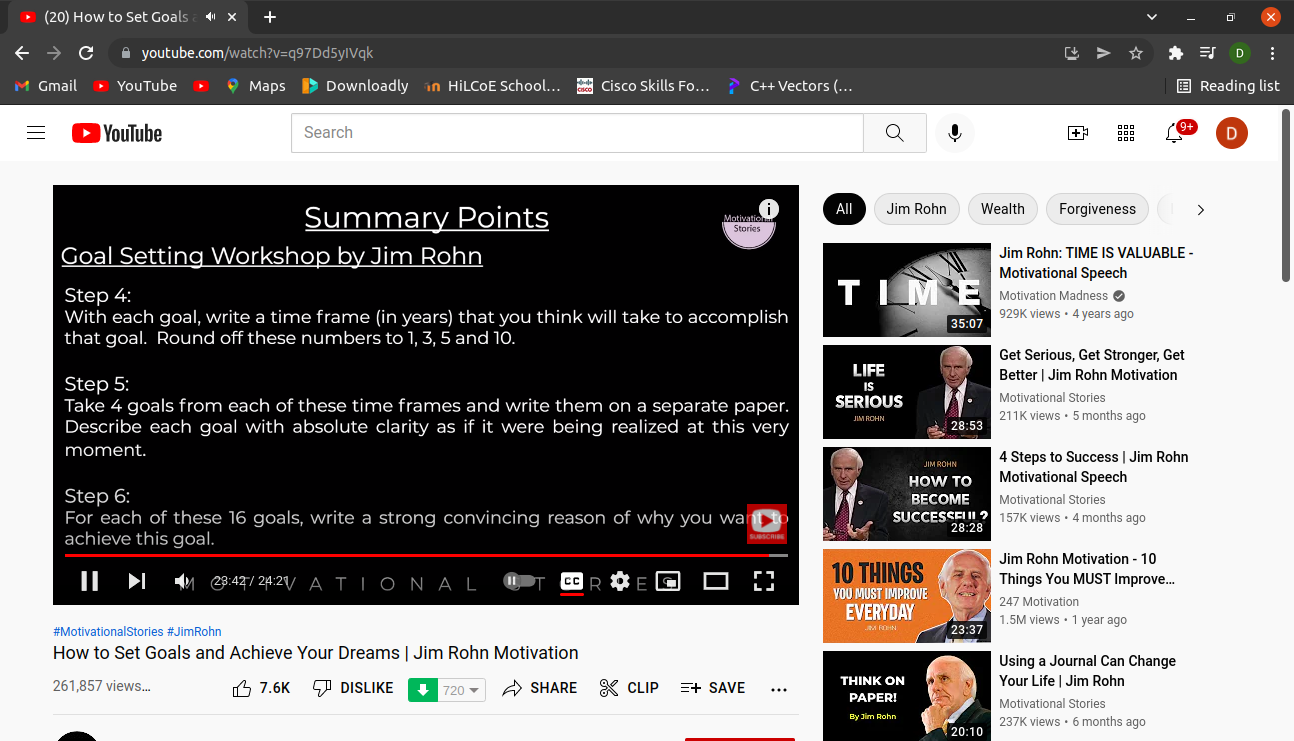 (20) How to Set Goals a
youtube.com/watch?v=q97Dd5yIVqk
D
Gmail
YouTube
Maps
Downloadly
HiLCoE School…
Cisco Skills Fo…
C++ Vectors (…
Reading list
YouTube
Search
9+
D
Summary Points
Motivational
Stories
i
Goal Setting Workshop by Jim Rohn
Step 4:
With each goal, write a time frame (in years) that you think will take to accomplish
that goal. Round off these numbers to 1, 3, 5 and 10.
Step 5:
Take 4 goals from each of these time frames and write them on a separate paper.
Describe each goal with absolute clarity as if it were being realized at this very
moment.
Step 6:
For each of these 16 goals, write a strong convincing reason of why you want to
achieve this goal.
SUBSCRIBE
23:42 / 24:21
CC
#MotivationalStories #JimRohn
How to Set Goals and Achieve Your Dreams | Jim Rohn Motivation
261,857 views…
7.6K
DISLIKE
720
SHARE
CLIP
SAVE
All
Jim Rohn
Wealth
Forgiveness
TIME
35:07
Jim Rohn: TIME IS VALUABLE -
Motivational Speech
Motivation Madness
929K views • 4 years ago
LIFE
IS
SERIOUS
JIM ROHN
28:53
Get Serious, Get Stronger, Get
Better | Jim Rohn Motivation
Motivational Stories
211K views • 5 months ago
JIM ROHN
HOW TO
BECOME
SUCCESSFUL?
28:28
4 Steps to Success | Jim Rohn
Motivational Speech
Motivational Stories
157K views • 4 months ago
10 THINGS
YOU MUST IMPROVE
EVERYDAY
JIM ROHN
23:37
Jim Rohn Motivation - 10
Things You MUST Improve…
247 Motivation
1.5M views • 1 year ago
THINK ON
PAPER!
By Jim Rohn
20:10
Using a Journal Can Change
Your Life | Jim Rohn
Motivational Stories
237K views • 6 months ago